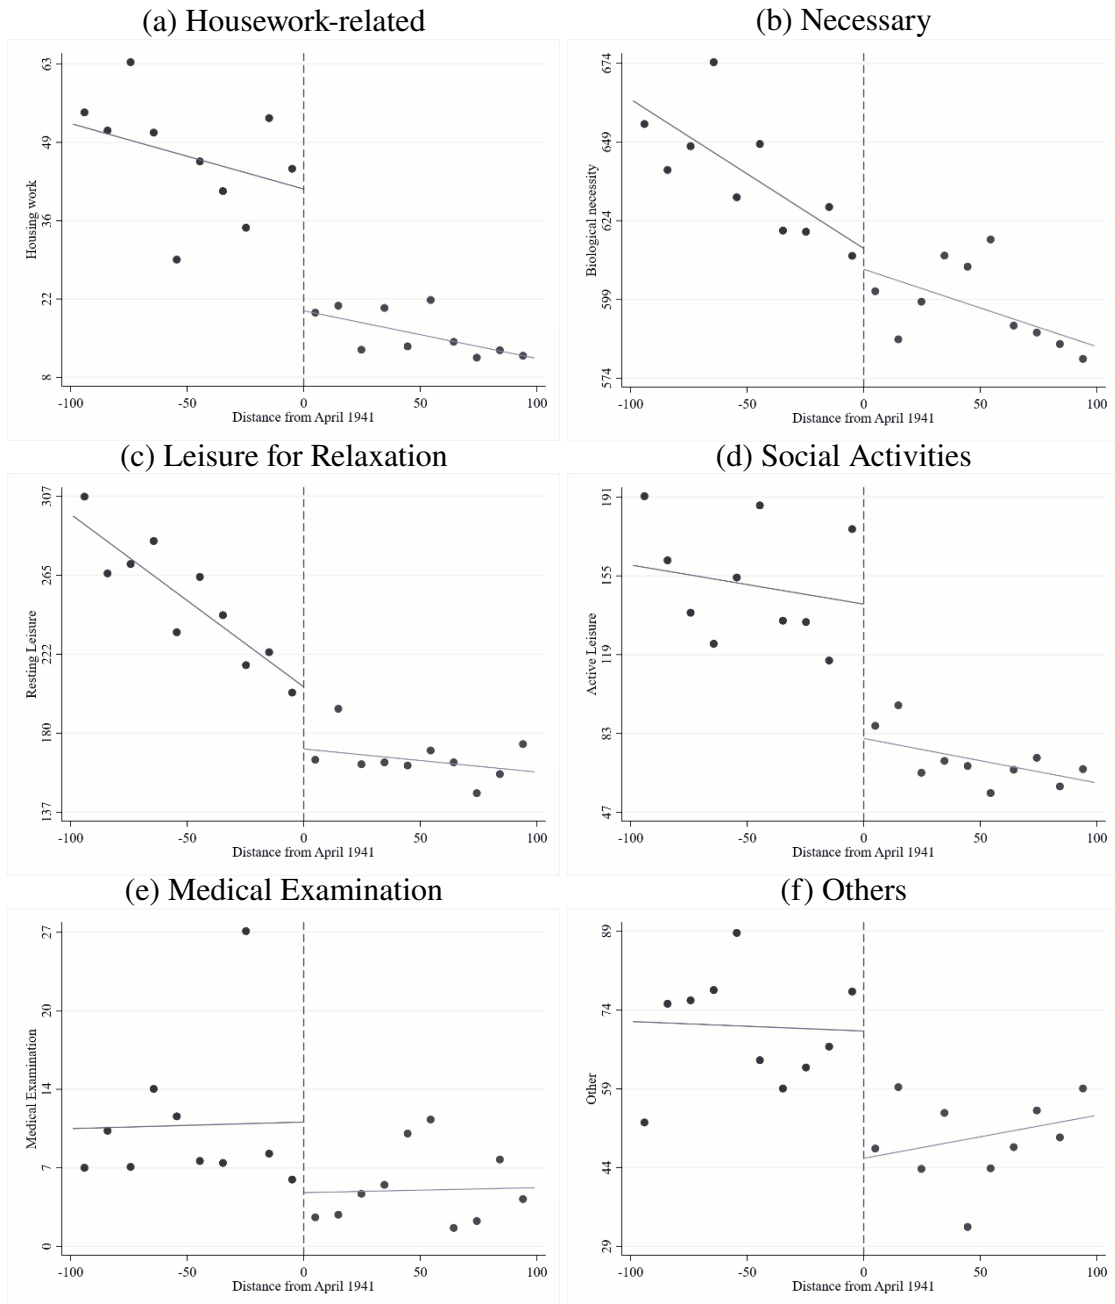 (a) Housework-related
Housing work
63
49
36
22
8
-100 -50 0 50 100
Distance from April 1941
(b) Necessary
Biological necessity
674
649
624
599
574
-100 -50 0 50 100
Distance from April 1941
(c) Leisure for Relaxation
Resting Leisure
307
265
222
180
137
-100 -50 0 50 100
Distance from April 1941
(d) Social Activities
Active Leisure
191
155
119
83
47
-100 -50 0 50 100
Distance from April 1941
(e) Medical Examination
Medical Examination
27
20
14
7
0
-100 -50 0 50 100
Distance from April 1941
(f) Others
Other
89
74
59
44
29
-100 -50 0 50 100
Distance from April 1941